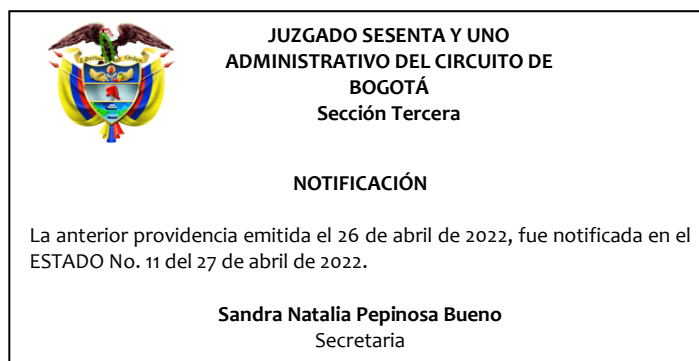 JUZGADO SESENTA Y UNO
ADMINISTRATIVO DEL CIRCUITO DE
BOGOTÁ
Sección Tercera
Libertad y Orden
NOTIFICACIÓN
La anterior providencia emitida el 26 de abril de 2022, fue notificada en el
ESTADO No. 11 del 27 de abril de 2022.
Sandra Natalia Pepinosa Bueno
Secretaria